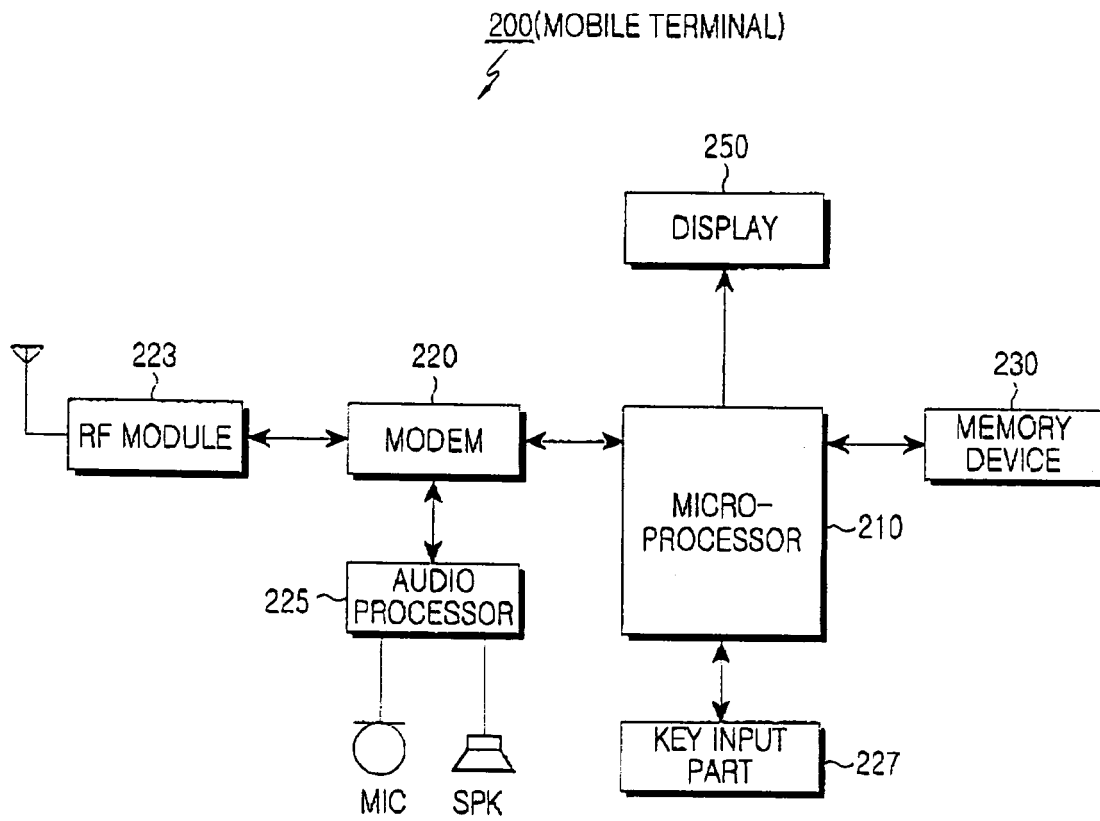 200(MOBILE TERMINAL)
250
DISPLAY
223
RF MODULE
220
MODEM
230
MEMORY
DEVICE
MICRO-
PROCESSOR
210
225
AUDIO
PROCESSOR
MIC
SPK
KEY INPUT
PART
227